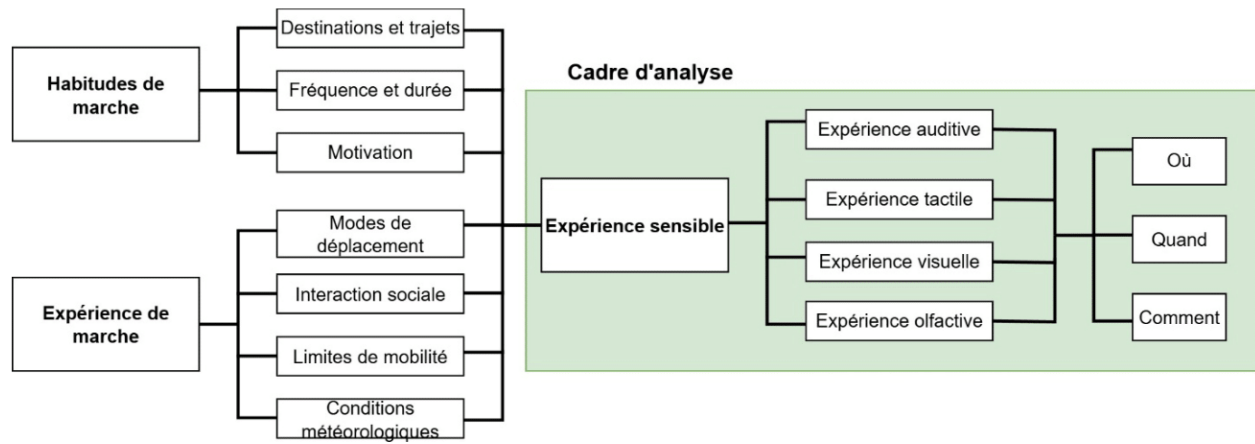 Destinations et trajets
Habitudes de
marche
Fréquence et durée
Motivation
Modes de
déplacement
Interaction sociale
Expérience de
marche
Limites de mobilité
Conditions
météorologiques
Cadre d'analyse
Expérience sensible
Expérience auditive
Expérience tactile
Expérience visuelle
Expérience olfactive
Où
Quand
Comment